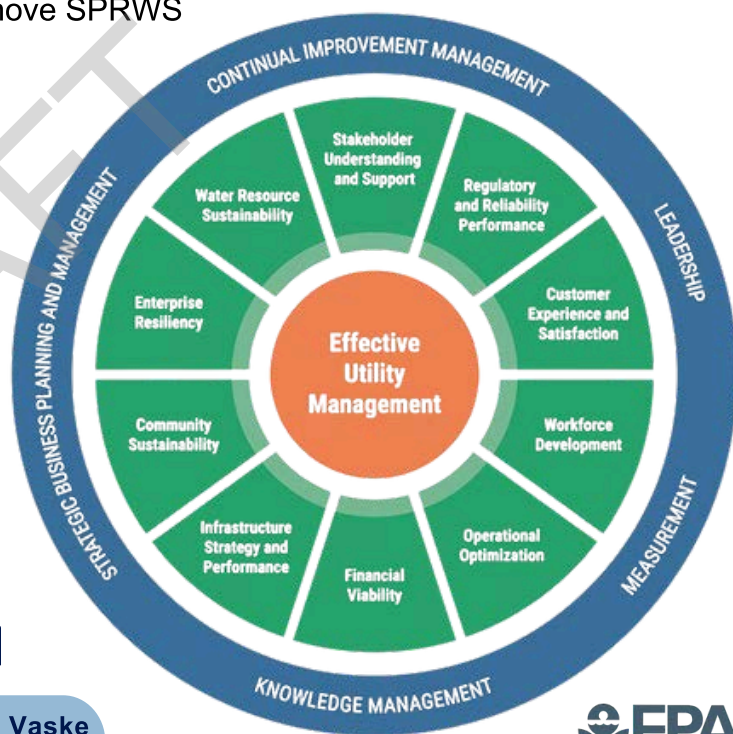 move SPRWS
CONTINUAL IMPROVEMENT MANAGEMENT
LEADERSHIP
MEASUREMENT
KNOWLEDGE MANAGEMENT
STRATEGIC BUSINESS PLANNING AND MANAGEMENT
Stakeholder
Understanding
and Support
Regulatory
and Reliability
Performance
Customer
Experience and
Satisfaction
Workforce
Development
Operational
Optimization
Financial
Viability
Infrastructure
Strategy and
Performance
Community
Sustainability
Enterprise
Resiliency
Water Resource
Sustainability
Effective
Utility
Management
Vaske
EPA